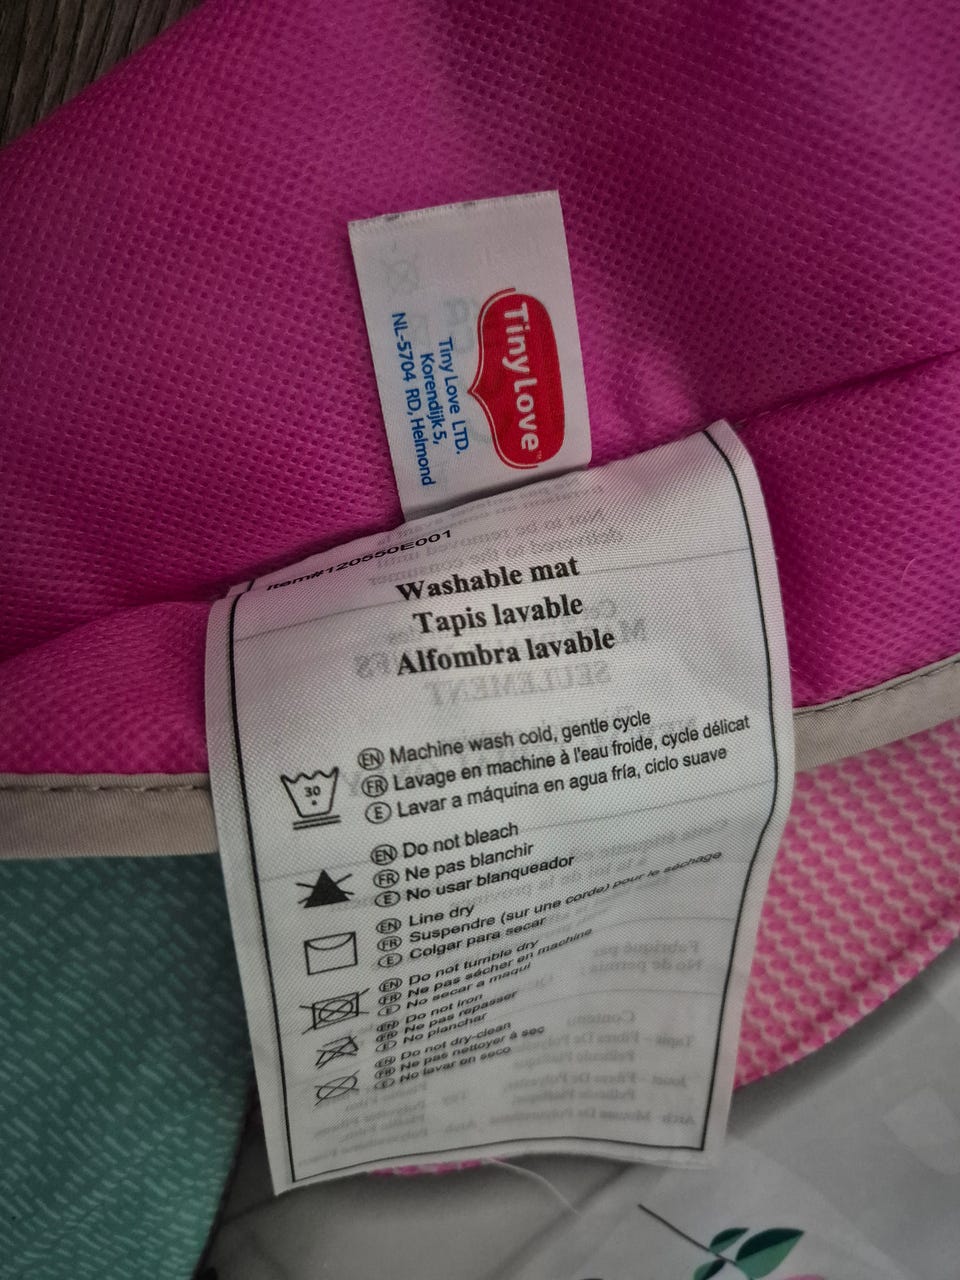 Tiny Love™
Tiny Love LTD.
Korendijk 5,
NL-5704 RD, Helmond
Item#120550E001
Washable mat
Tapis lavable
Alfombra lavable
30
EN Machine wash cold, gentle cycle
FR Lavage en machine à l'eau froide, cycle délicat
E Lavar a máquina en agua fría, ciclo suave
EN Do not bleach
FR Ne pas blanchir
E No usar blanqueador
EN Line dry
FR Suspendre (sur une corde) pour le séchage
E Colgar para secar
EN Do not tumble dry
FR Ne pas sécher en machine
E No secar a maqui
EN Do not iron
FR Ne pas repasser
E No planchar
EN Do not dry-clean
FR Ne pas nettoyer à sec
E No lavar en seco